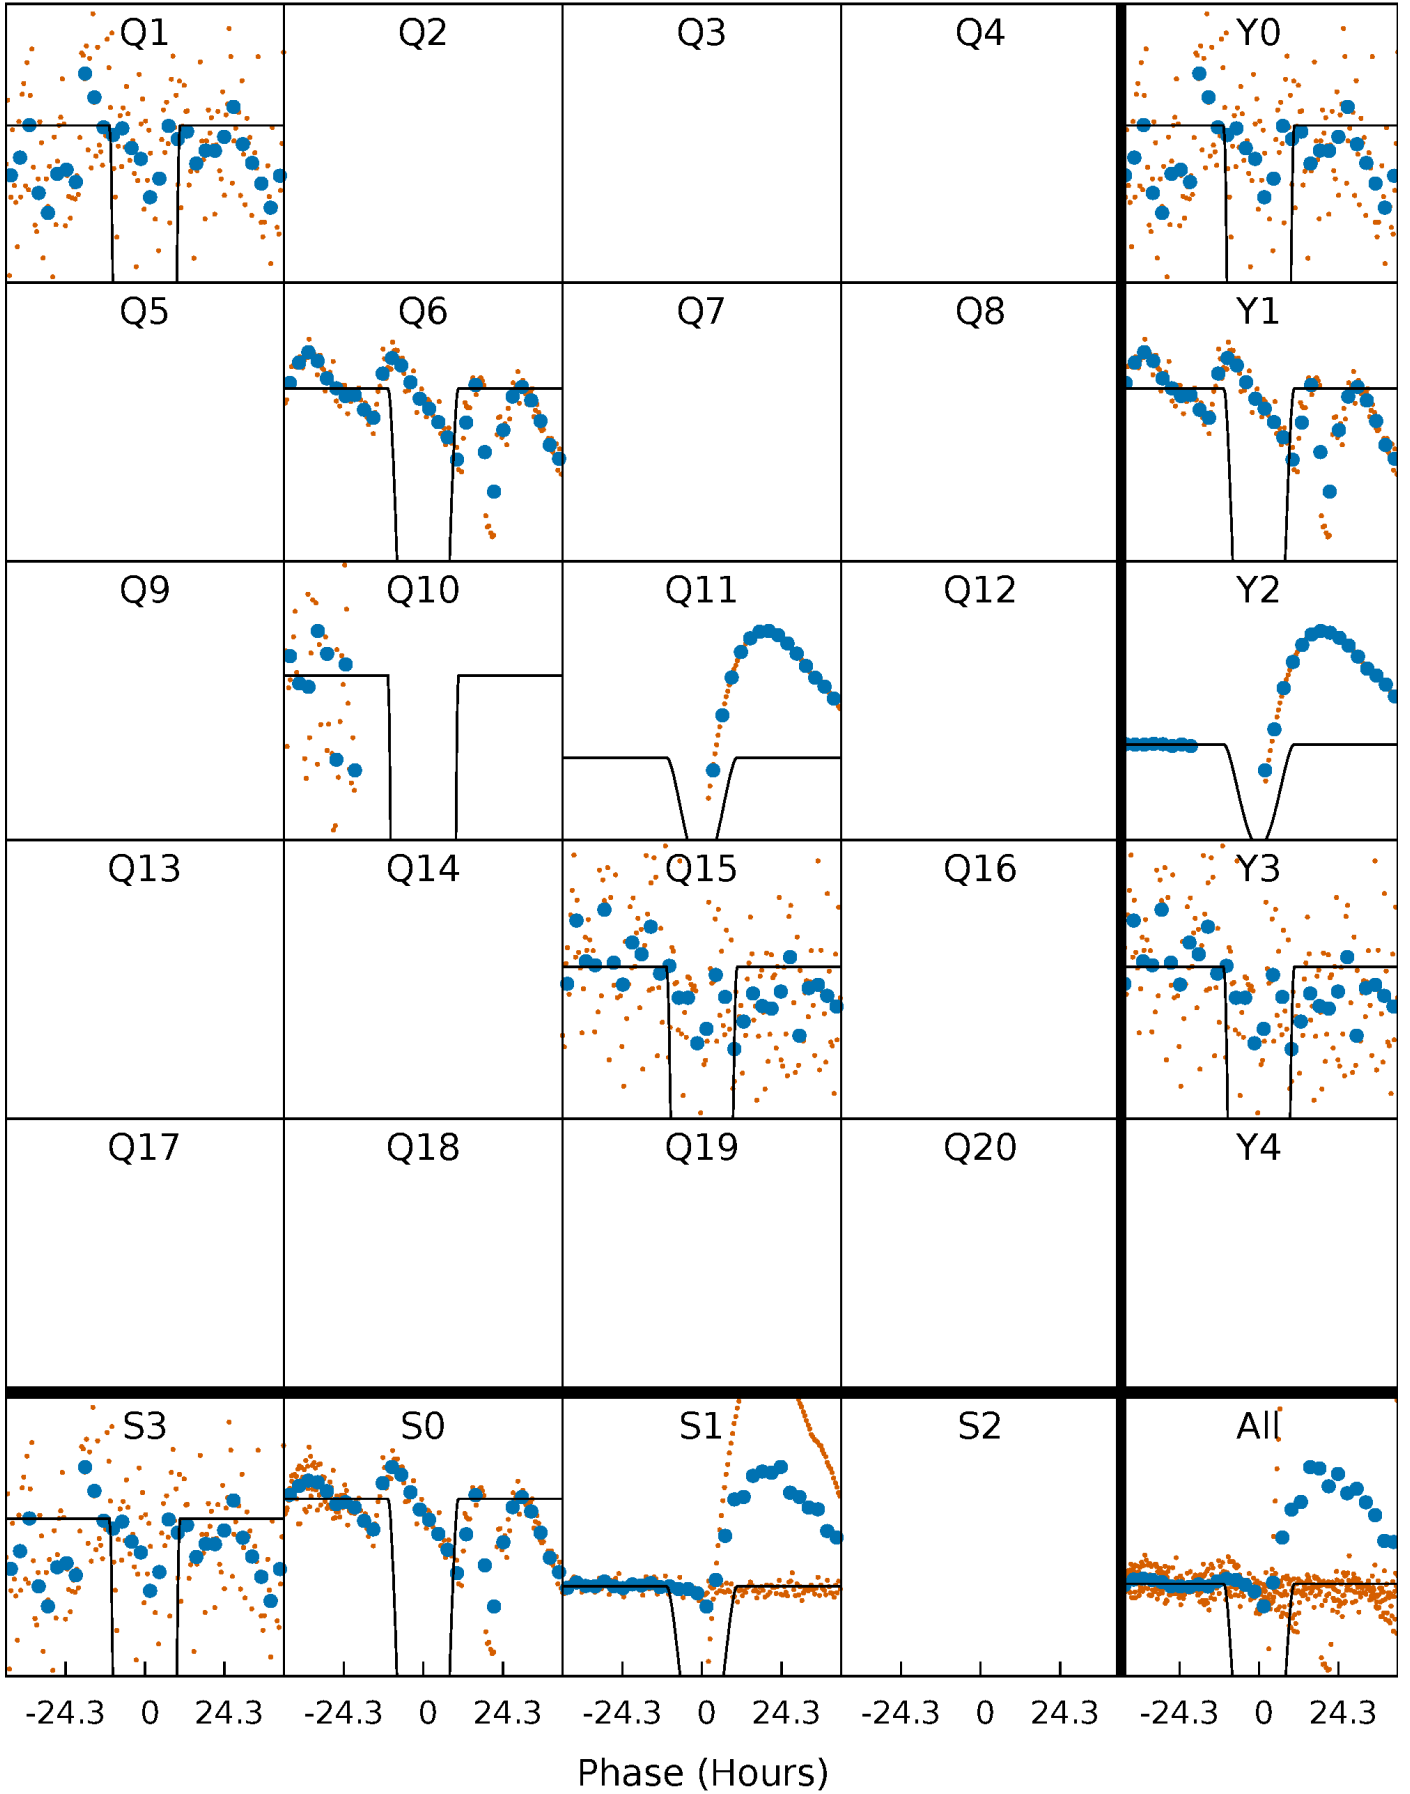 Q1 Q2 Q3 Q4 Y0
Q5 Q6 Q7 Q8 Y1
Q9 Q10 Q11 Q12 Y2
Q13 Q14 Q15 Q16 Y3
Q17 Q18 Q19 Q20 Y4
S3 S0 S1 S2 All
-24.3 0 24.3 -24.3 0 24.3 -24.3 0 24.3 -24.3 0 24.3 -24.3 0 24.3
Phase (Hours)